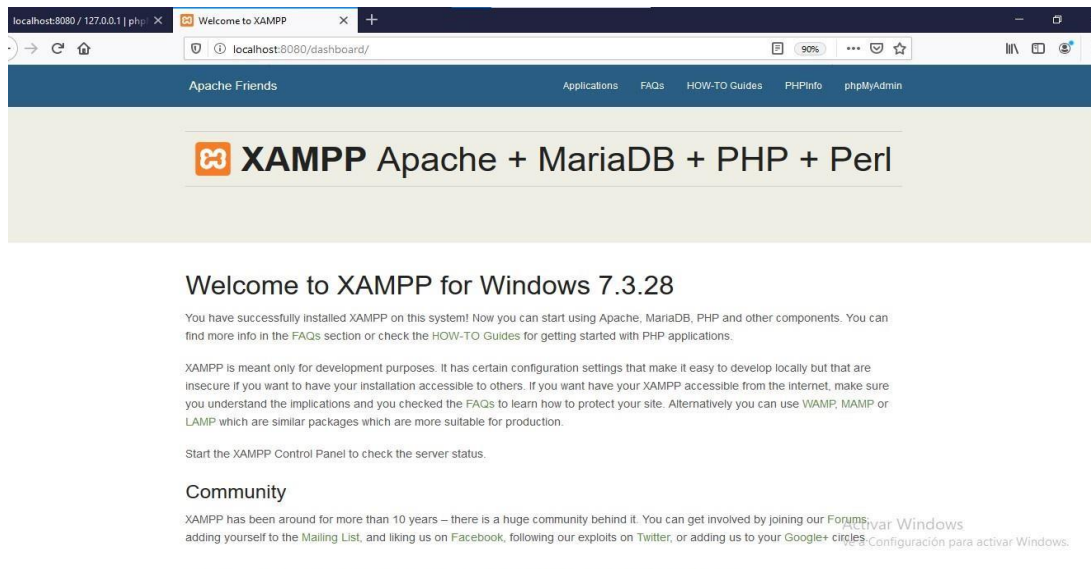 localhost:8080 / 127.0.0.1 | php
Welcome to XAMPP
localhost:8080/dashboard/
90%
Apache Friends
Applications FAQs HOW-TO Guides PHPInfo phpMyAdmin
XAMPP Apache + MariaDB + PHP + Perl
Welcome to XAMPP for Windows 7.3.28
You have successfully installed XAMPP on this system! Now you can start using Apache, MariaDB, PHP and other components. You can
find more info in the FAQs section or check the HOW-TO Guides for getting started with PHP applications.
XAMPP is meant only for development purposes. It has certain configuration settings that make it easy to develop locally but that are
insecure if you want to have your installation accessible to others. If you want have your XAMPP accessible from the internet, make sure
you understand the implications and you checked the FAQs to learn how to protect your site. Alternatively you can use WAMP, MAMP or
LAMP which are similar packages which are more suitable for production.
Start the XAMPP Control Panel to check the server status.
Community
XAMPP has been around for more than 10 years – there is a huge community behind it. You can get involved by joining our Forums,
adding yourself to the Mailing List, and liking us on Facebook, following our exploits on Twitter, or adding us to your Google+ circles.
Activar Windows
Ve a Configuración para activar Windows.